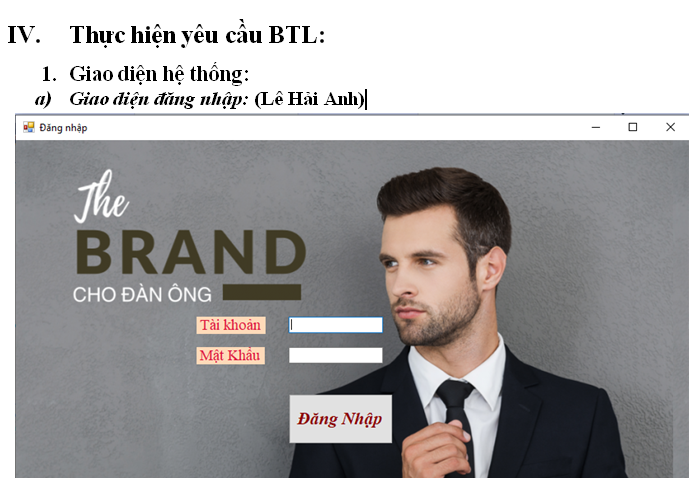 IV. Thực hiện yêu cầu BTL:
1. Giao diện hệ thống:
a) Giao diện đăng nhập: (Lê Hải Anh)
Đăng nhập
The
BRAND
CHO ĐÀN ÔNG
Tài khoản
Mật Khẩu
Đăng Nhập